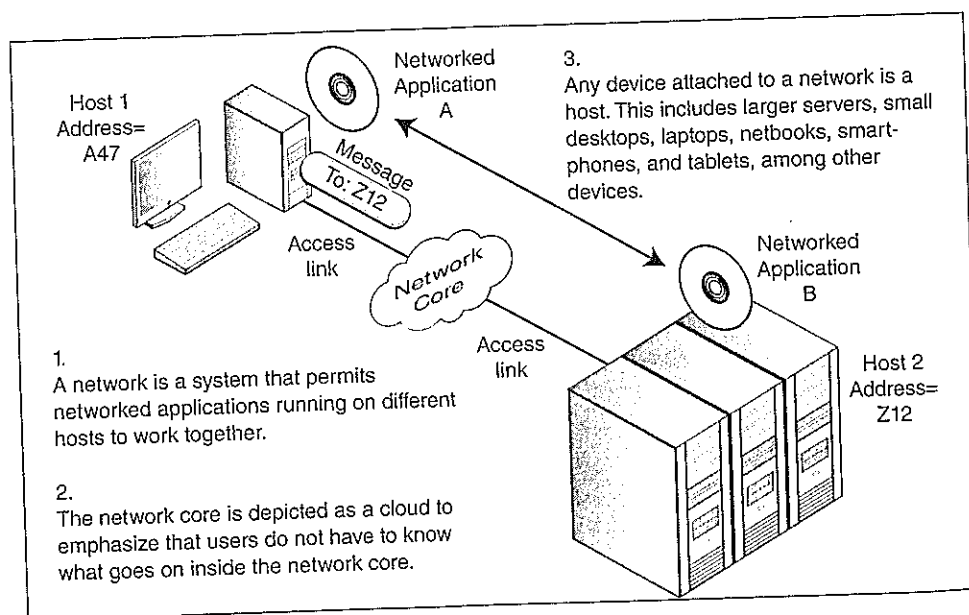 Host 1
Address=
A47
Networked
Application
A
Message
To: Z12
Access
link
Network
Core
Access
link
3.
Any device attached to a network is a
host. This includes larger servers, small
desktops, laptops, netbooks, smart-
phones, and tablets, among other
devices.
Networked
Application
B
Host 2
Address=
Z12
1.
A network is a system that permits
networked applications running on different
hosts to work together.
2.
The network core is depicted as a cloud to
emphasize that users do not have to know
what goes on inside the network core.